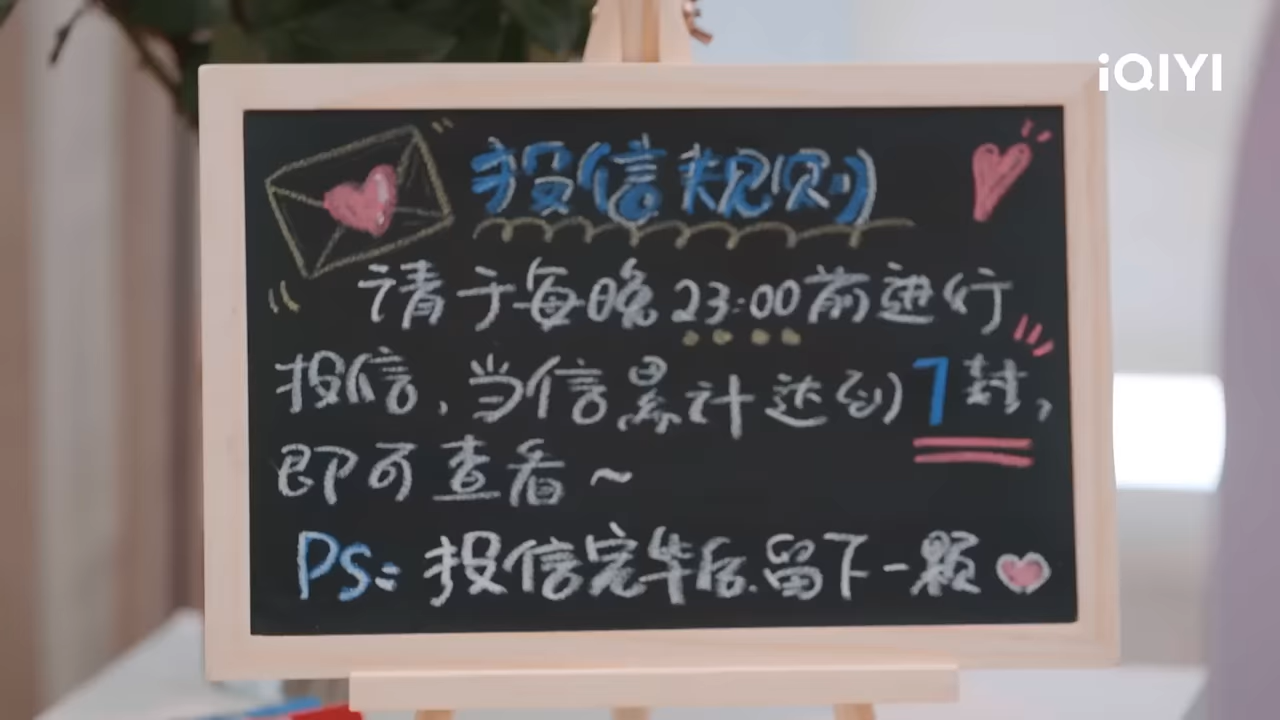 iQIYI
投信规则
请于每晚23:00前进行
投信,当信累计达到7封,
即可查看~
PS:投信完毕后.留下一颗